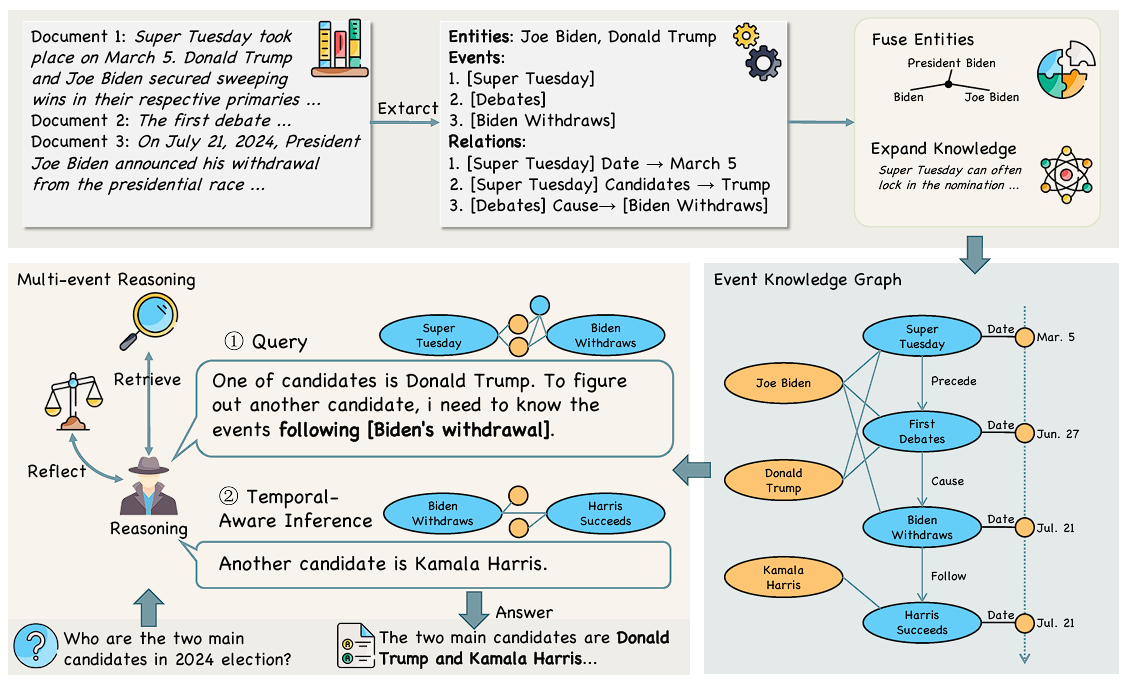 Document 1: Super Tuesday took
place on March 5. Donald Trump
and Joe Biden secured sweeping
wins in their respective primaries ...
Document 2: The first debate ...
Document 3: On July 21, 2024, President
Joe Biden announced his withdrawal
from the presidential race ...
Extarct
Entities: Joe Biden, Donald Trump
Events:
1. [Super Tuesday]
2. [Debates]
3. [Biden Withdraws]
Relations:
1. [Super Tuesday] Date → March 5
2. [Super Tuesday] Candidates → Trump
3. [Debates] Cause→ [Biden Withdraws]
Fuse Entities
President Biden
Biden
Joe Biden
Expand Knowledge
Super Tuesday can often
lock in the nomination ...
Multi-event Reasoning
Retrieve
Reflect
Reasoning
① Query
Super
Tuesday
Biden
Withdraws
One of candidates is Donald Trump. To figure
out another candidate, i need to know the
events following [Biden's withdrawal].
② Temporal-
Aware Inference
Biden
Withdraws
Harris
Succeeds
Another candidate is Kamala Harris.
Answer
?
Who are the two main
candidates in 2024 election?
The two main candidates are Donald
Trump and Kamala Harris...
Event Knowledge Graph
Super
Tuesday
Date
Mar. 5
Joe Biden
Precede
First
Debates
Date
Jun. 27
Donald
Trump
Cause
Biden
Withdraws
Date
Jul. 21
Kamala
Harris
Follow
Harris
Succeeds
Date
Jul. 21